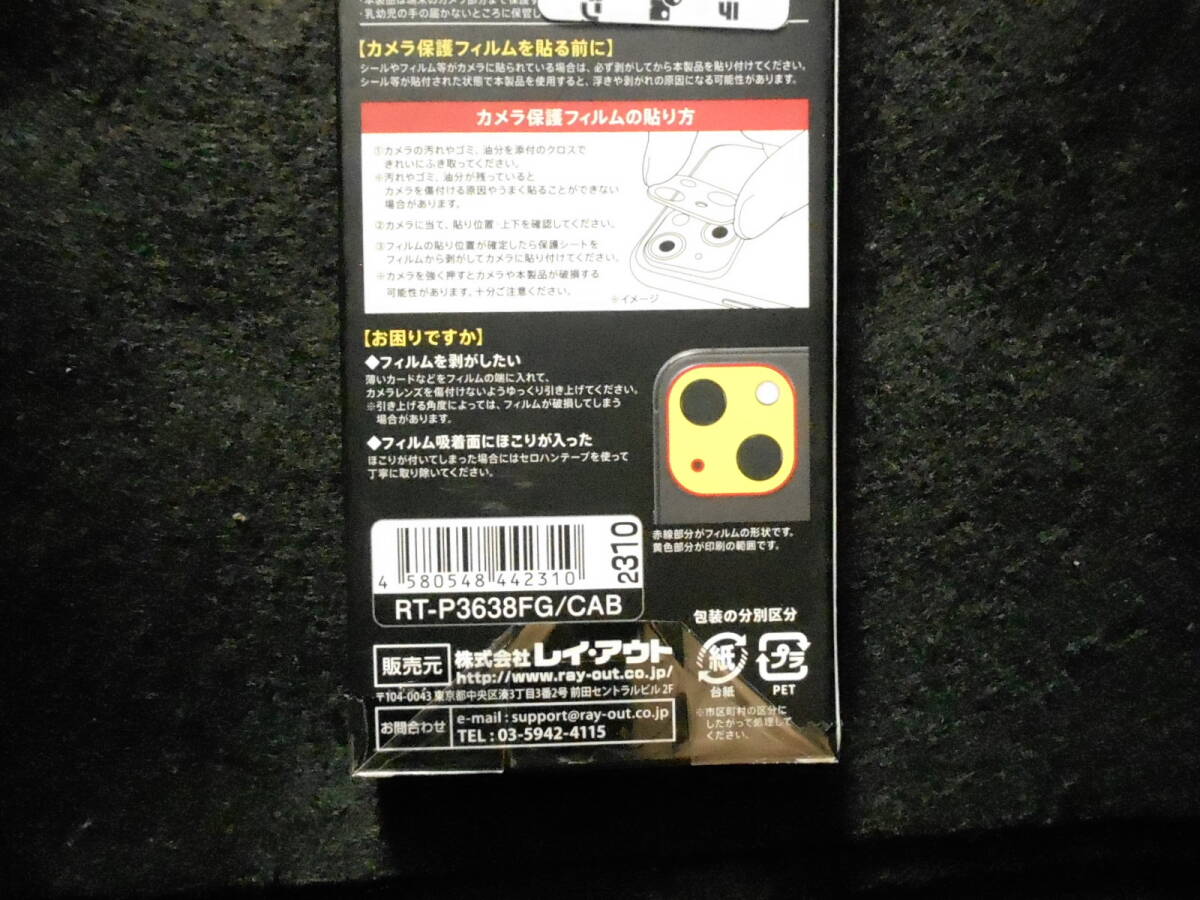 ・乳幼児の手の届かないところに保管し
【カメラ保護フィルムを貼る前に】
シールやフィルム等がカメラに貼られている場合は、必ず剥がしてから本製品を貼り付けてください。
シール等が貼付された状態で本製品を使用すると、浮きや剥がれの原因になる可能性があります。
カメラ保護フィルムの貼り方
①カメラの汚れやゴミ、油分を添付のクロスで
きれいにふき取ってください。
※汚れやゴミ、油分が残っていると
カメラを傷付ける原因やうまく貼ることができない
場合があります。
②カメラに当て、貼り位置・上下を確認してください。
③フィルムの貼り位置が確定したら保護シートを
フィルムから剥がしてカメラに貼り付けてください。
※カメラを強く押すとカメラや本製品が破損する
可能性があります。十分ご注意ください。
※イメージ
【お困りですか】
◆フィルムを剥がしたい
薄いカードなどをフィルムの端に入れて、
カメラレンズを傷付けないようゆっくり引き上げてください。
※引き上げる角度によっては、フィルムが破損してしまう
場合があります。
◆フィルム吸着面にほこりが入った
ほこりが付いてしまった場合にはセロハンテープを使って
丁寧に取り除いてください。
赤線部分がフィルムの形状です。
黄色部分が印刷の範囲です。
4 580548 442310
2310
RT-P3638FG/CAB
包装の分別区分
紙
台紙
プラ
PET
※市区町村の区分に
したがって処理して
ください。
販売元
株式会社レイ・アウト
http://www.ray-out.co.jp/
〒104-0043 東京都中央区湊3丁目3番2号 前田セントラルビル 2F
お問合わせ
e-mail : support@ray-out.co.jp
TEL : 03-5942-4115